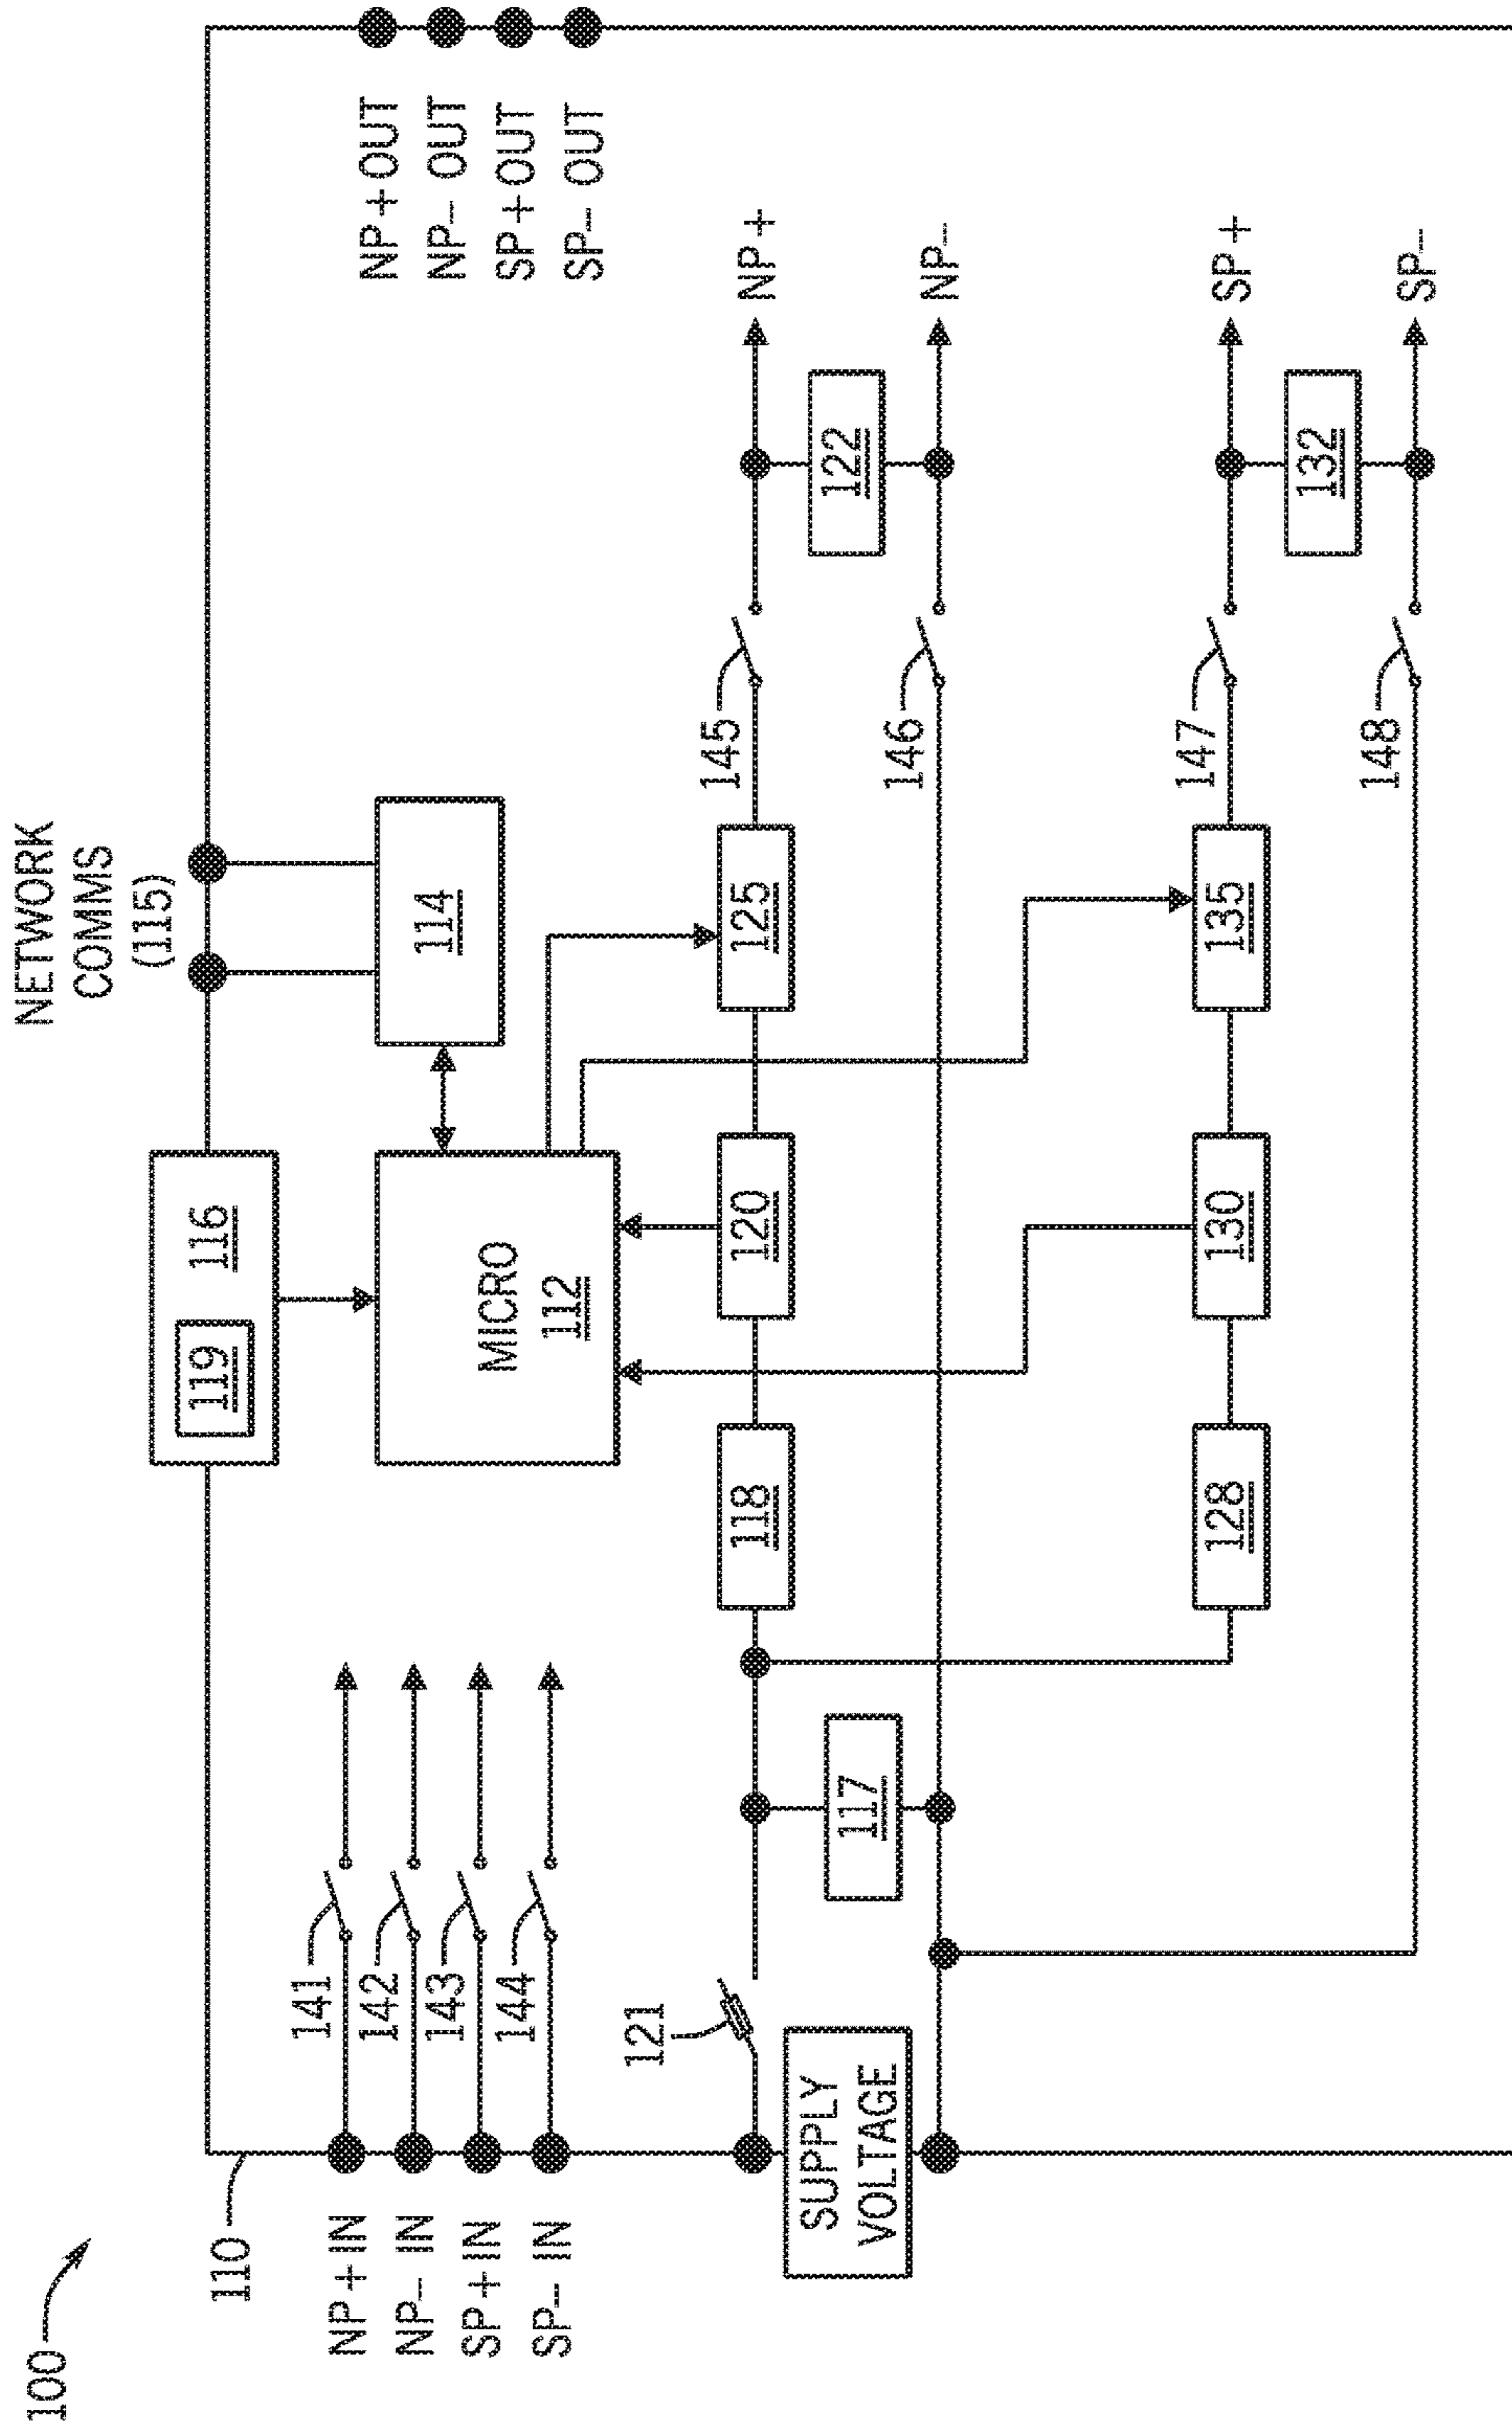 100
110
NETWORK
COMMS
(115)
116
119
114
MICRO
112
NP+ IN
NP- IN
SP+ IN
SP- IN
141
142
143
144
NP+ OUT
NP- OUT
SP+ OUT
SP- OUT
121
SUPPLY
VOLTAGE
117
118
120
125
145
146
122
NP+
NP-
128
130
135
147
148
132
SP+
SP-